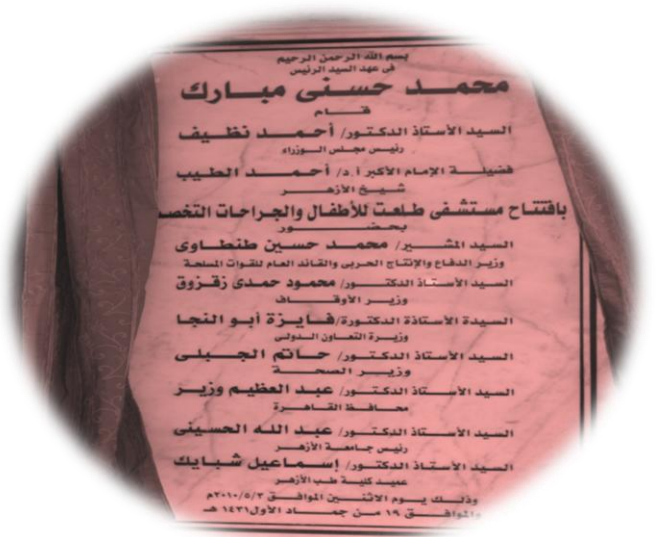 بسم الله الرحمن الرحيم
فى عهد السيد الرئيس
محمد حسنى مبارك
قام
السيد الأستاذ الدكتور/ أحمد نظيف
رئيس مجلس الوزراء
فضيلة الإمام الأكبر أ.د/ أحمد الطيب
شيخ الأزهر
بافتتاح مستشفى طلعت للأطفال والجراحات التخصـ
بحضور
السيد المشير/ محمد حسين طنطاوى
وزير الدفاع والإنتاج الحربى والقائد العام للقوات المسلحة
السيد الأستاذ الدكتور/ محمود حمدى زقزوق
وزير الأوقاف
السيدة الأستاذة الدكتورة/ فايزة أبو النجا
وزيرة التعاون الدولى
السيد الأستاذ الدكتور/ حاتم الجبلى
وزير الصحة
السيد الأستاذ الدكتور/ عبد العظيم وزير
محافظ القاهرة
السيد الأستاذ الدكتور/ عبد الله الحسينى
رئيس جامعة الأزهر
السيد الأستاذ الدكتور/ إسماعيل شبايك
عميد كلية طب الأزهر
وذلك يوم الاثنين الموافق ٢٠١٠/٥/٣م
والموافق ١٩ من جماد الأول ١٤٣١ هـ